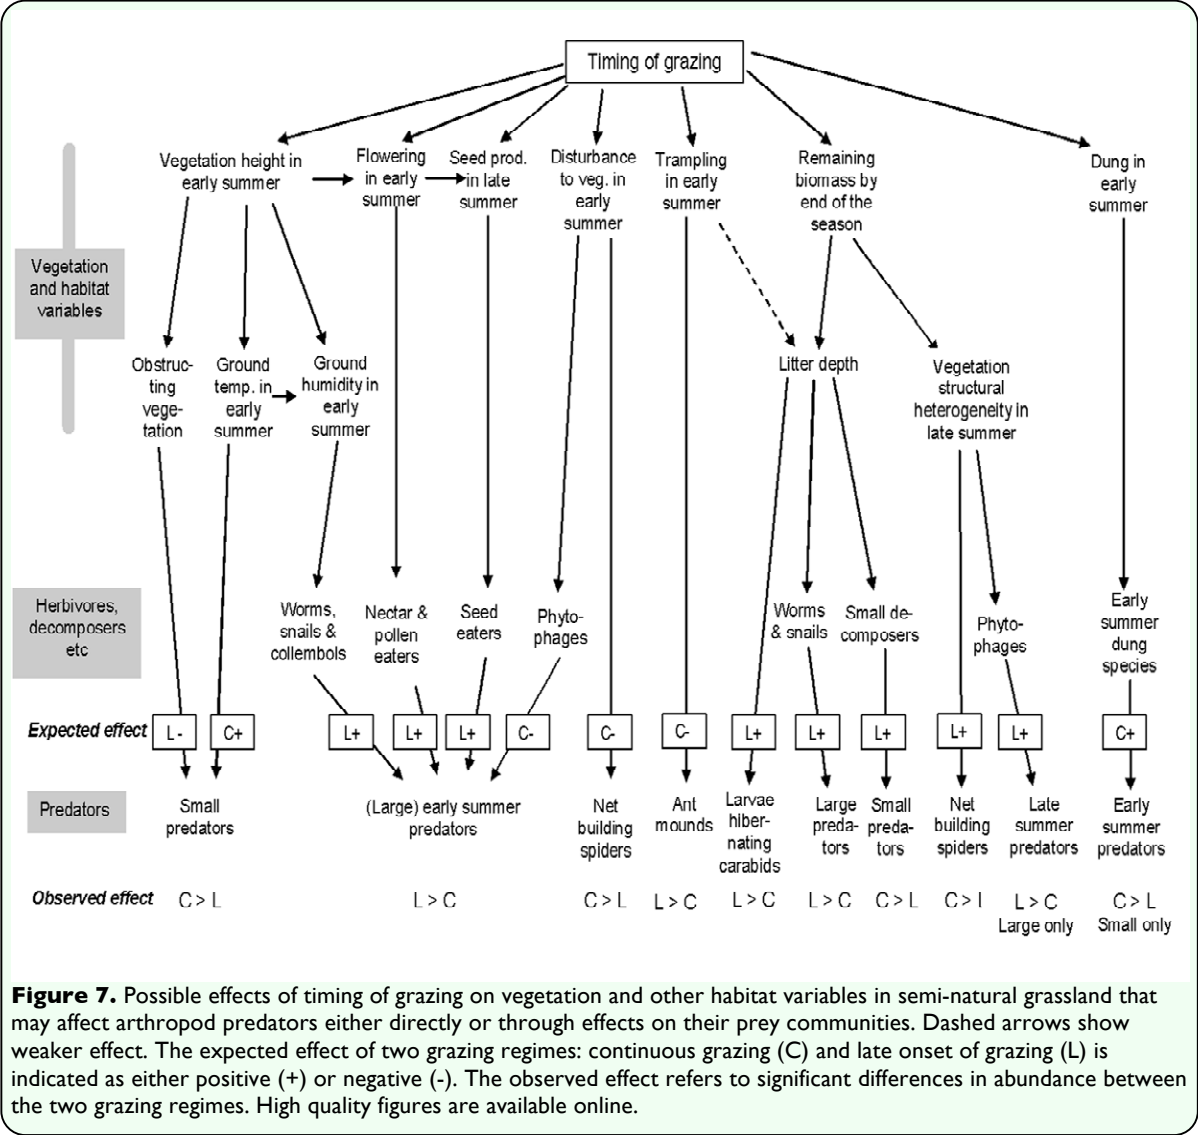 Timing of grazing
Vegetation height in
early summer
Flowering
in early
summer
Seed prod.
in late
summer
Disturbance
to veg. in
early
summer
Trampling
in early
summer
Remaining
biomass by
end of the
season
Dung in
early
summer
Vegetation
and habitat
variables
Obstruc-
ting
vege-
tation
Ground
temp. in
early
summer
Ground
humidity in
early
summer
Litter depth
Vegetation
structural
heterogeneity in
late summer
Herbivores,
decomposers
etc
Worms,
snails &
collembols
Nectar &
pollen
eaters
Seed
eaters
Phyto-
phages
Worms
& snails
Small de-
composers
Phyto-
phages
Early
summer
dung
species
Expected effect
L -
C+
L+
L+
L+
C-
C-
C-
L+
L+
L+
L+
L+
C+
Predators
Small
predators
(Large) early summer
predators
Net
building
spiders
Ant
mounds
Larvae
hiber-
nating
carabids
Large
preda-
tors
Small
preda-
tors
Net
building
spiders
Late
summer
predators
Early
summer
predators
Observed effect
C > L
L > C
C > L
L > C
L > C
L > C
C > L
C > L
L > C
Large only
C > L
Small only
Figure 7. Possible effects of timing of grazing on vegetation and other habitat variables in semi-natural grassland that
may affect arthropod predators either directly or through effects on their prey communities. Dashed arrows show
weaker effect. The expected effect of two grazing regimes: continuous grazing (C) and late onset of grazing (L) is
indicated as either positive (+) or negative (-). The observed effect refers to significant differences in abundance between
the two grazing regimes. High quality figures are available online.